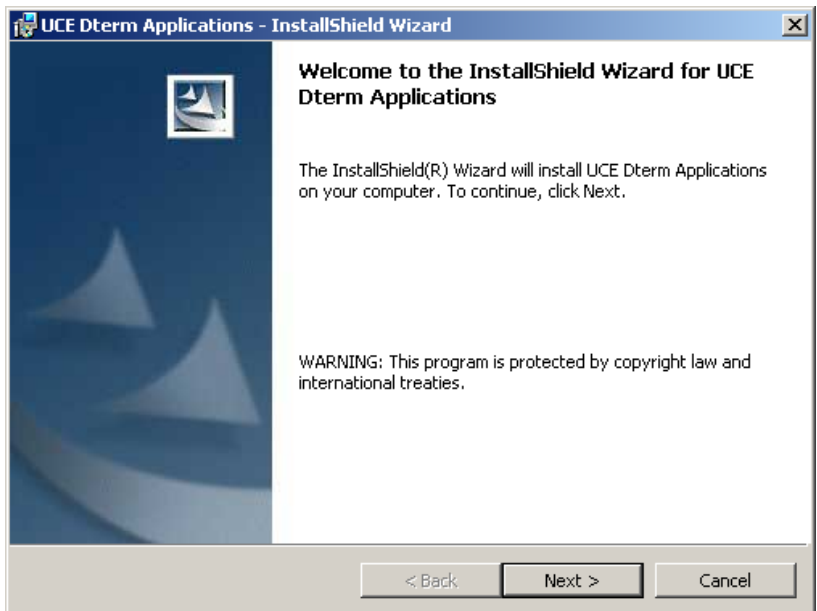 UCE Dterm Applications - InstallShield Wizard
Welcome to the InstallShield Wizard for UCE
Dterm Applications
The InstallShield(R) Wizard will install UCE Dterm Applications
on your computer. To continue, click Next.
WARNING: This program is protected by copyright law and
international treaties.
< Back
Next >
Cancel